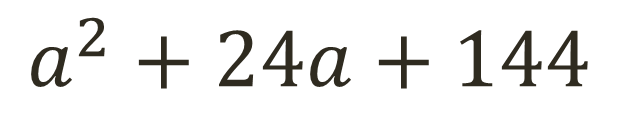 a² + 24a + 144